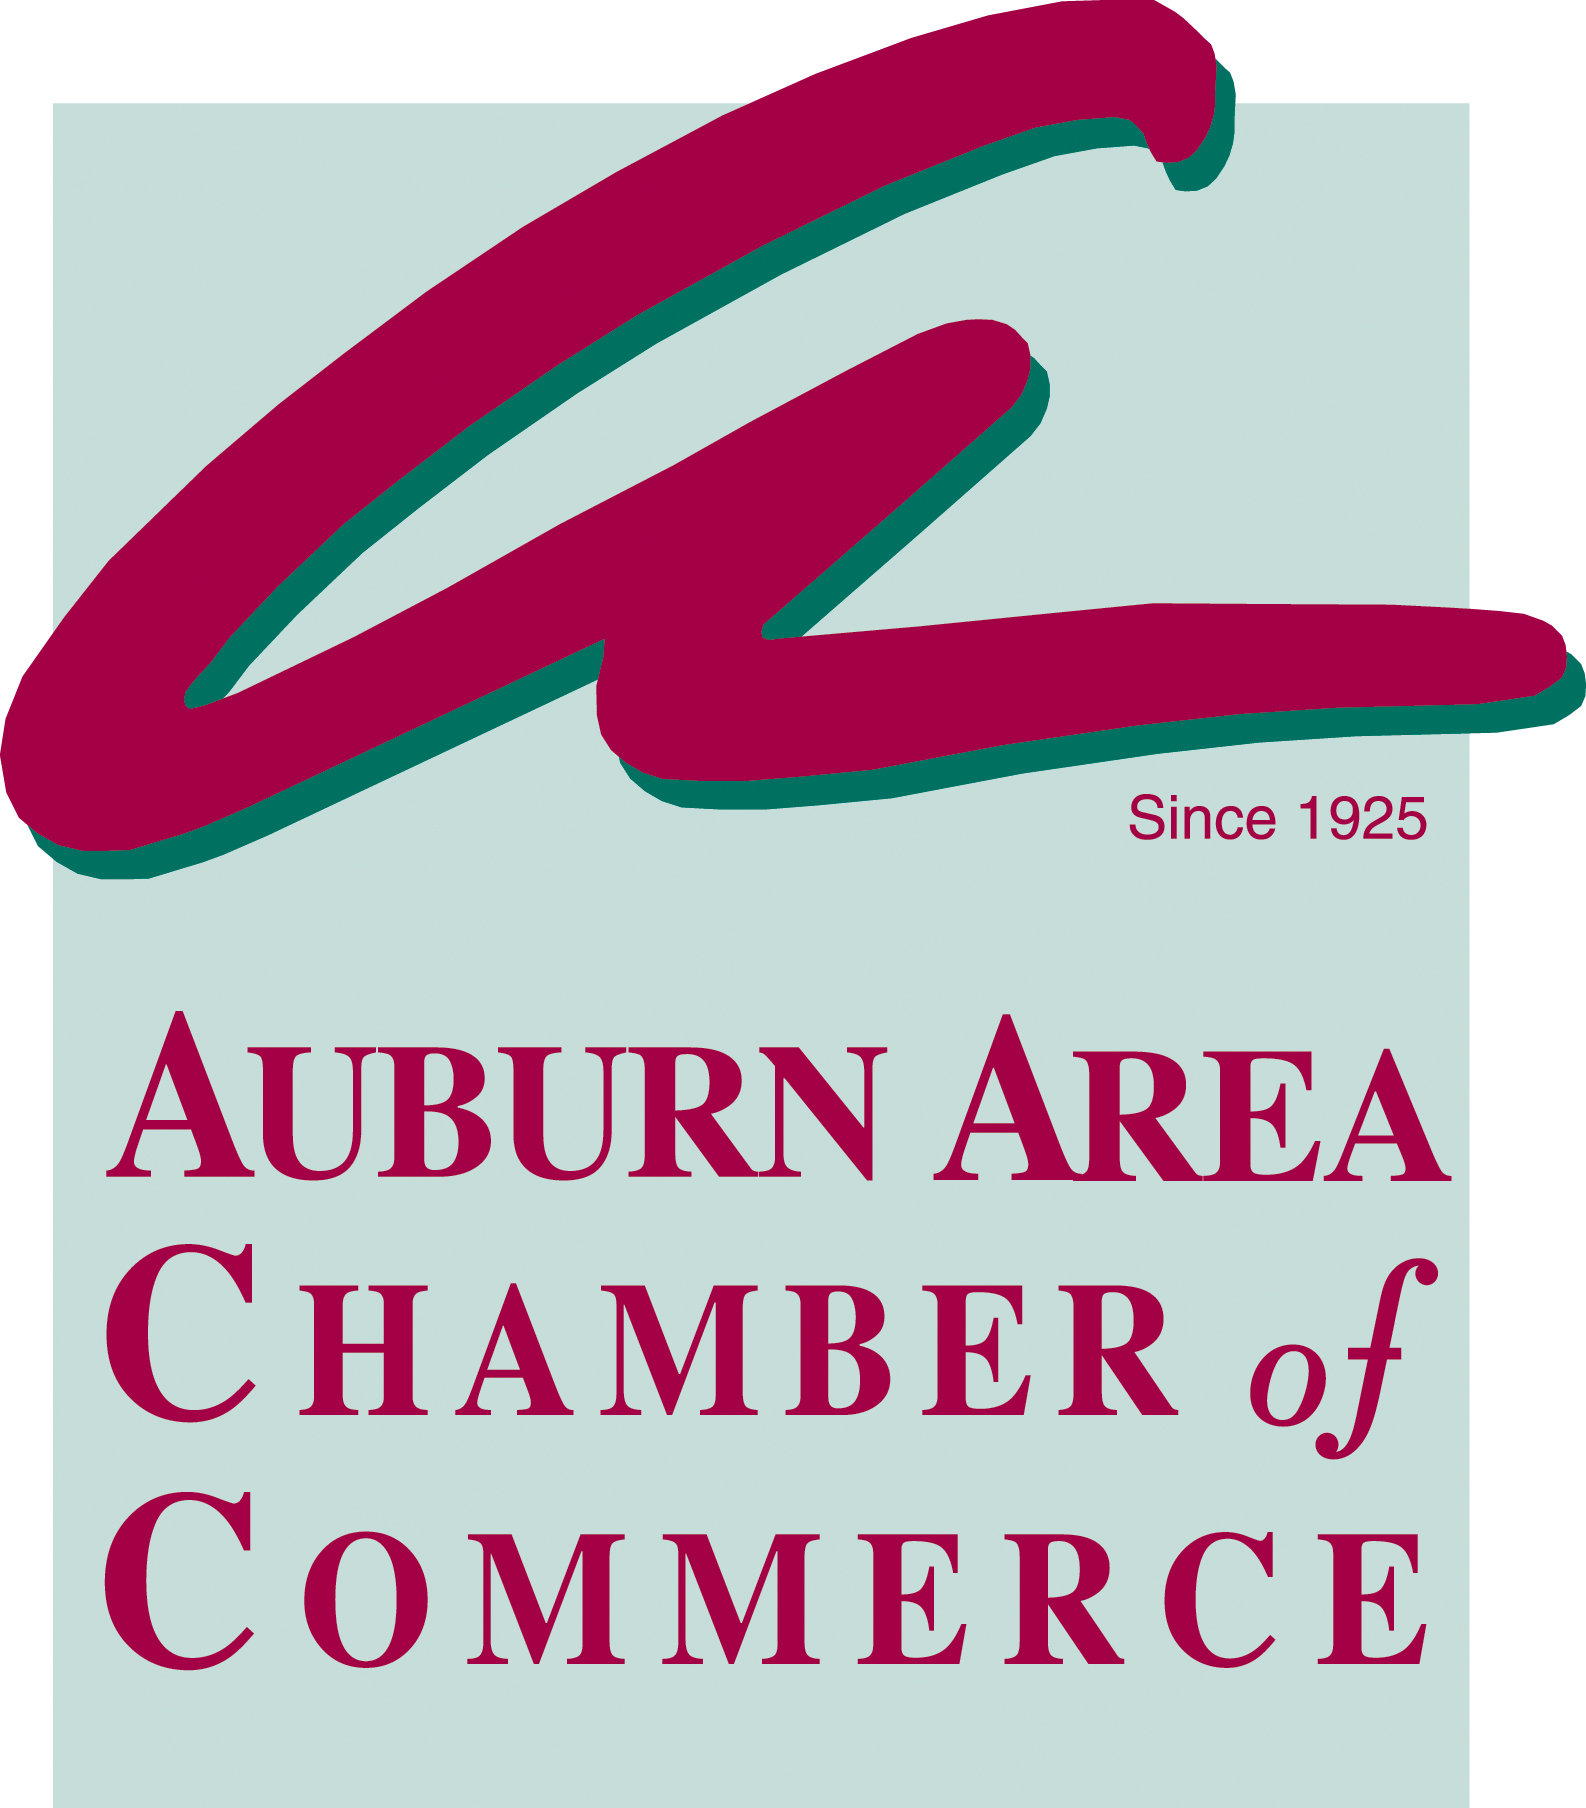 Since 1925
AUBURN AREA
CHAMBER of
COMMERCE